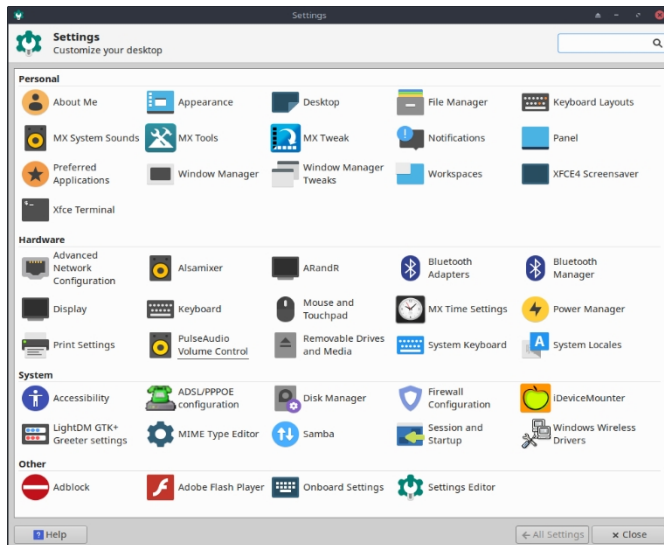 Settings
Settings
Customize your desktop
Personal
About Me
Appearance
Desktop
File Manager
Keyboard Layouts
MX System Sounds
MX Tools
MX Tweak
Notifications
Panel
Preferred
Applications
Window Manager
Window Manager
Tweaks
Workspaces
XFCE4 Screensaver
Xfce Terminal
Hardware
Advanced
Network
Configuration
Alsamixer
ARandR
Bluetooth
Adapters
Bluetooth
Manager
Display
Keyboard
Mouse and
Touchpad
MX Time Settings
Power Manager
Print Settings
PulseAudio
Volume Control
Removable Drives
and Media
System Keyboard
System Locales
System
Accessibility
ADSL/PPPOE
configuration
Disk Manager
Firewall
Configuration
iDeviceMounter
LightDM GTK+
Greeter settings
MIME Type Editor
Samba
Session and
Startup
Windows Wireless
Drivers
Other
Adblock
Adobe Flash Player
Onboard Settings
Settings Editor
Help
All Settings
Close